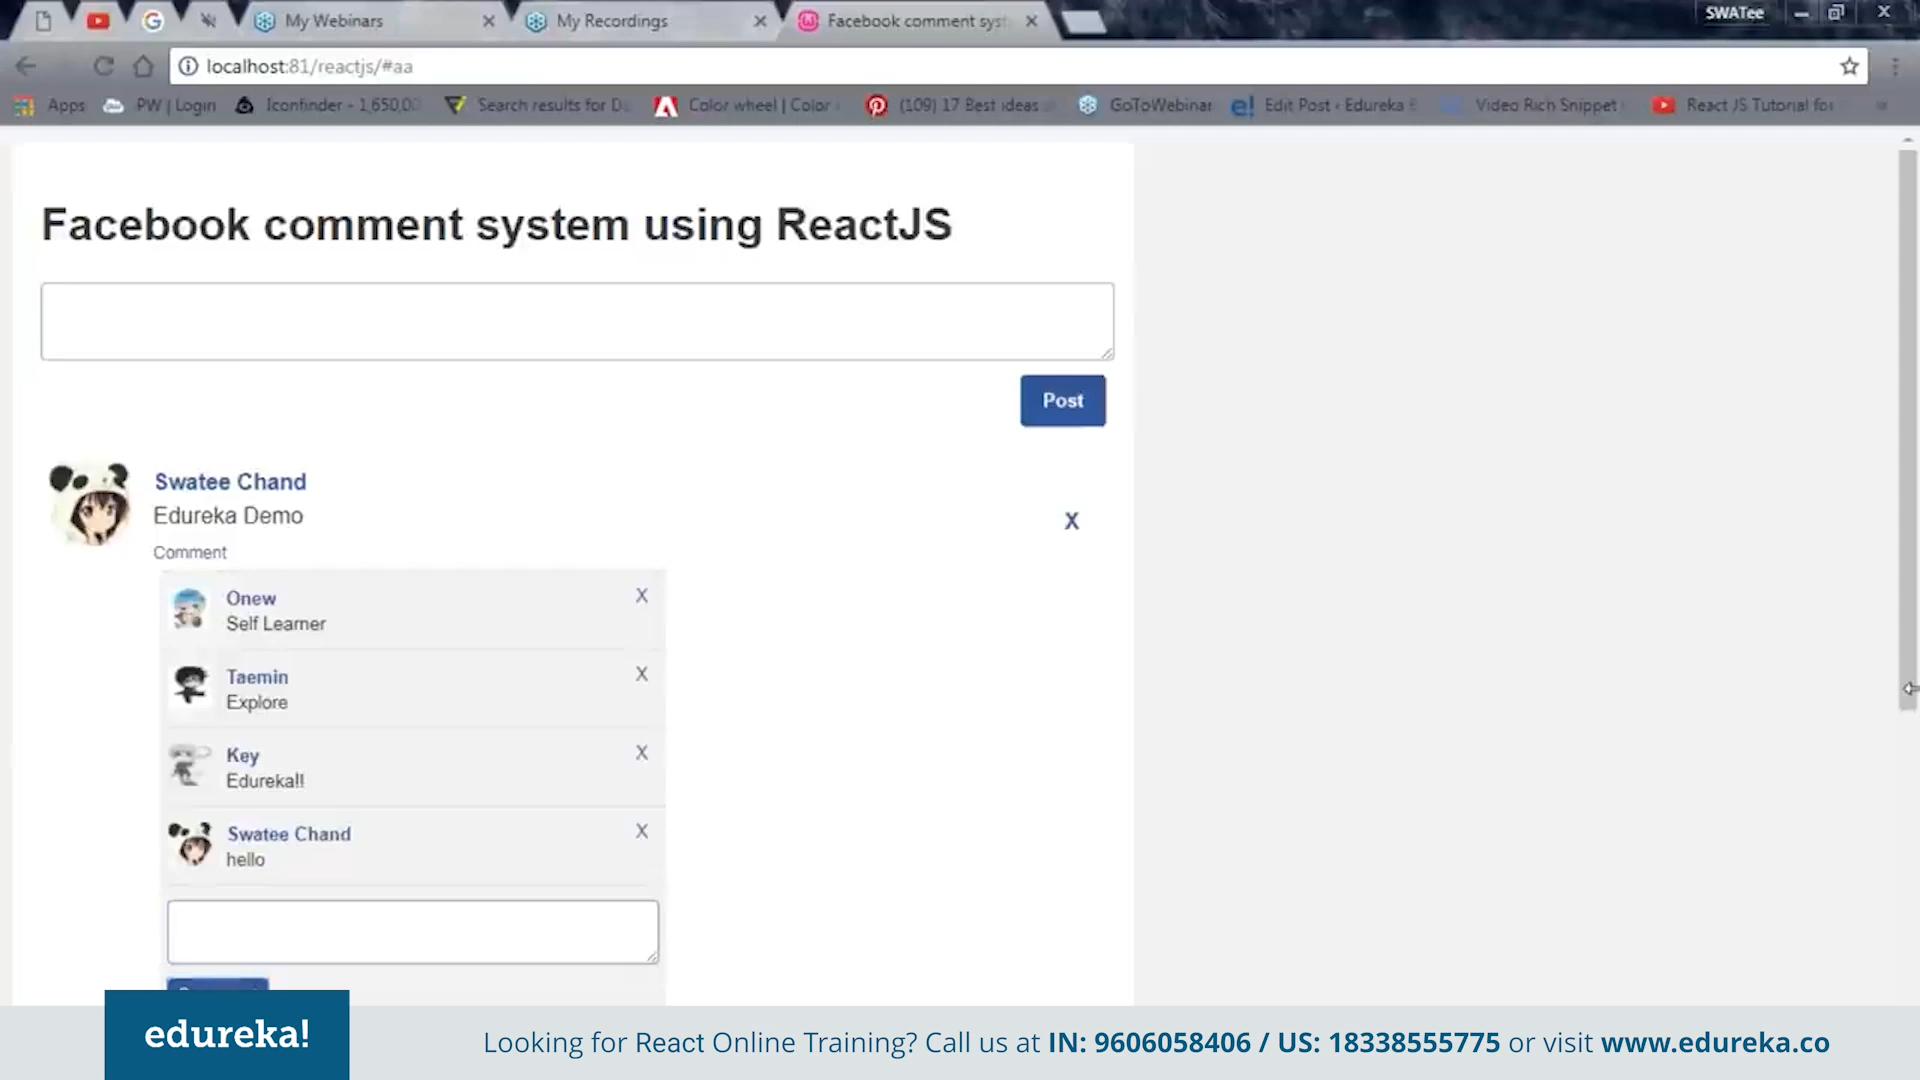 My Webinars
My Recordings
Facebook comment syst
SWATee
localhost:81/reactjs/#aa
Apps
PW | Login
Iconfinder - 1,650,00
Search results for D
Color wheel | Color
(109) 17 Best ideas
GoToWebinar
Edit Post ‹ Edureka
Video Rich Snippet
React JS Tutorial for
Facebook comment system using ReactJS
Post
Swatee Chand
Edureka Demo
X
Comment
Onew
X
Self Learner
Taemin
X
Explore
Key
X
Edureka!!
Swatee Chand
X
hello
edureka!
Looking for React Online Training? Call us at IN: 9606058406 / US: 18338555775 or visit www.edureka.co